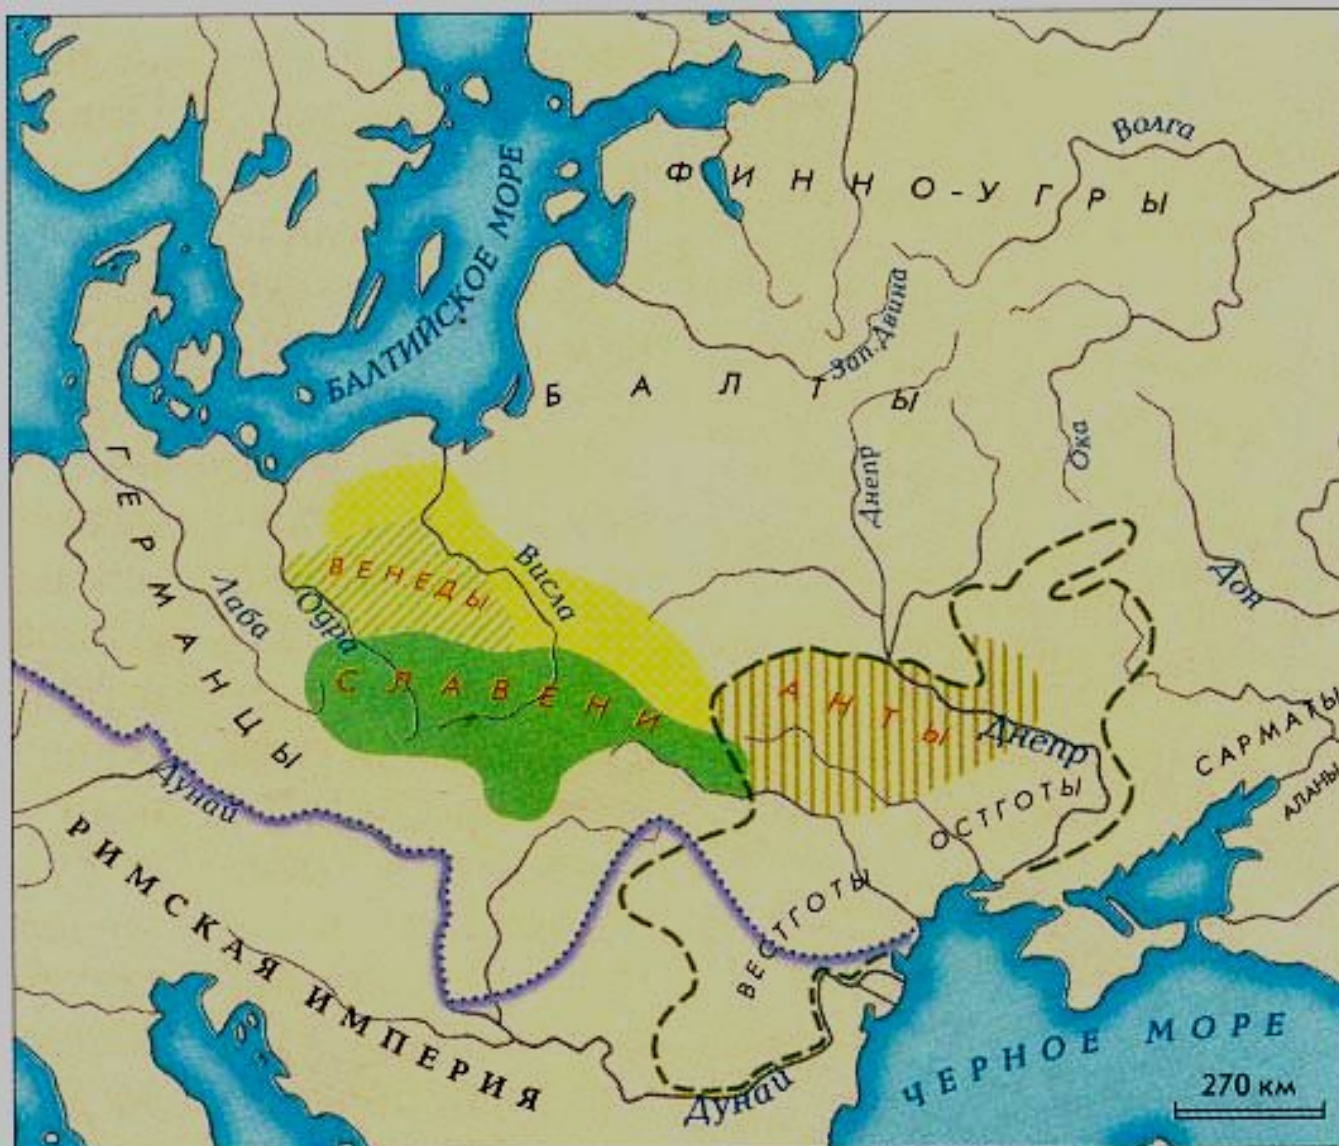 Волга
ФИННО-УГРЫ
БАЛТИЙСКОЕ МОРЕ
Зап. Двина
БАЛТЫ
Ока
Днепр
ГЕРМАНЦЫ
Висла
ВЕНЕДЫ
Лаба
Одра
Дон
СЛАВЕНИ
АНТЫ
Днепр
САРМАТЫ
АЛАНЫ
ОСТГОТЫ
Дунай
РИМСКАЯ ИМПЕРИЯ
ВЕСТГОТЫ
ЧЕРНОЕ МОРЕ
Дунай
270 км